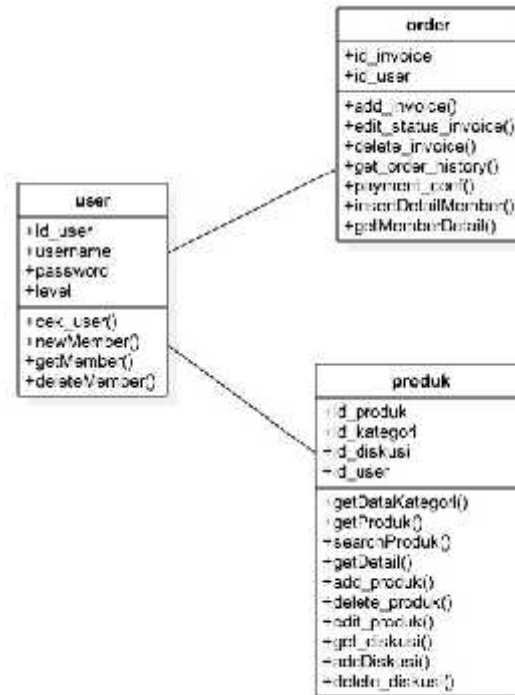 order
+id_invoice
+id_user
+add_invoice()
+edit_status_invoice()
+delete_invoice()
+get_order_history()
+payment_conf()
+insertDetailMember()
+getMemberDetail()
user
+id_user
+username
+password
+level
+cek_user()
+newMember()
+getMember()
+deleteMember()
produk
+id_produk
+id_kategori
+id_diskusi
+id_user
+getDataKategori()
+getProduk()
+searchProduk()
+getDetail()
+add_produk()
+delete_produk()
+edit_produk()
+get_diskusi()
+addDiskusi()
+delete_diskusi()